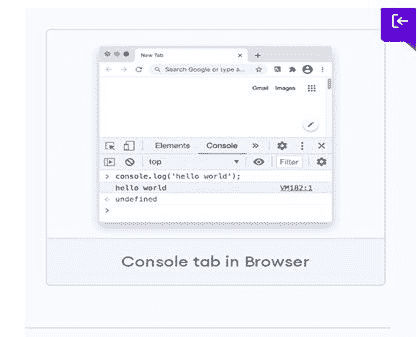 New Tab
Search Google or type a...
Gmail Images
Elements Console
top Filter
console.log('hello world');
hello world VM182:1
undefined
Console tab in Browser